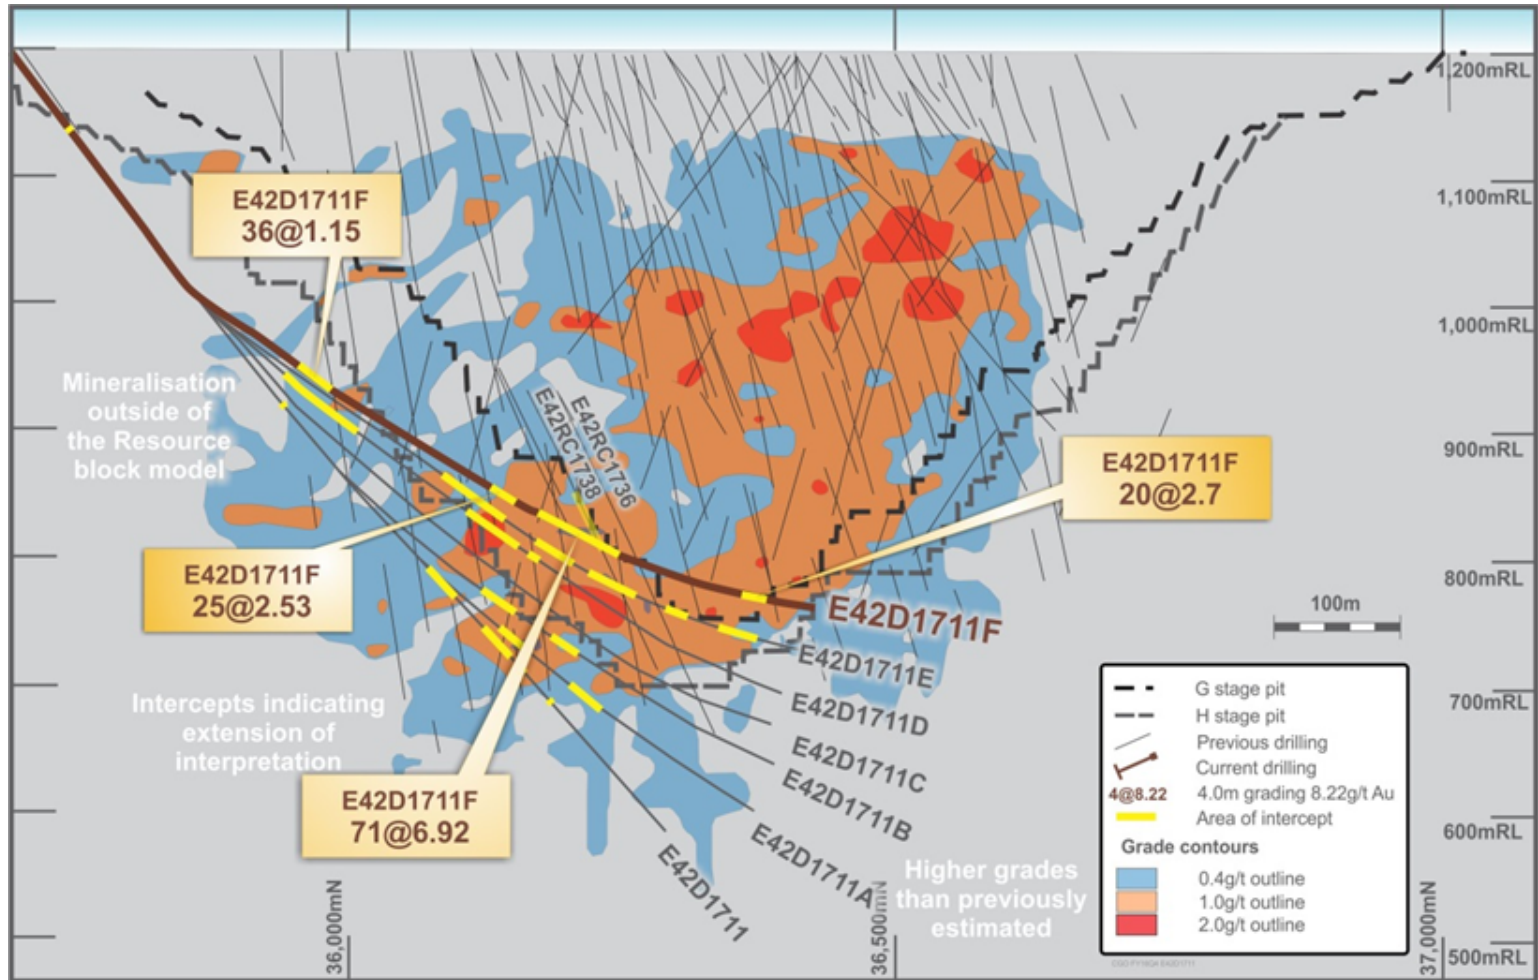 1,200mRL
1,100mRL
1,000mRL
900mRL
800mRL
700mRL
600mRL
500mRL
E42D1711F
36@1.15
Mineralisation
outside of
the Resource
block model
E42RC1738
E42RC1736
E42D1711F
20@2.7
E42D1711F
25@2.53
E42D1711F
E42D1711E
E42D1711D
E42D1711C
E42D1711B
E42D1711A
E42D1711
Intercepts indicating
extension of
interpretation
E42D1711F
71@6.92
Higher grades
than previously
estimated
100m
G stage pit
H stage pit
Previous drilling
Current drilling
4@8.22 4.0m grading 8.22g/t Au
Area of intercept
Grade contours
0.4g/t outline
1.0g/t outline
2.0g/t outline
36,000mN
36,500mN
37,000mN